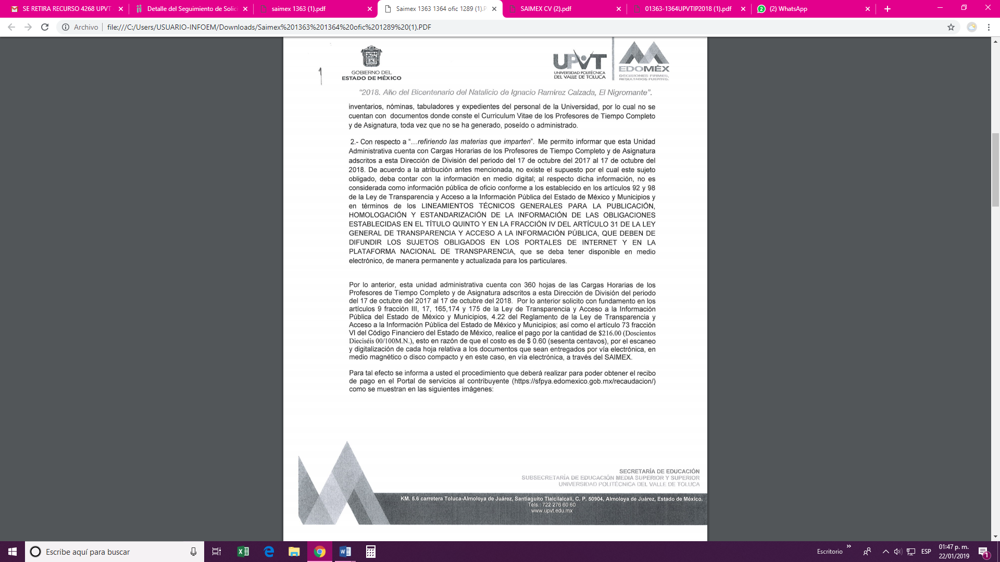 SE RETIRA RECURSO 4268 UPVT
Detalle del Seguimiento de Solici
saimex 1363 (1).pdf
Saimex 1363 1364 ofic 1289 (1).P
SAIMEX CV (2).pdf
01363-1364UPVTIP2018 (1).pdf
(2) WhatsApp
Archivo
file:///C:/Users/USUARIO-INFOEM/Downloads/Saimex%201363%201364%20ofic%201289%20(1).PDF
GOBIERNO DEL
ESTADO DE MÉXICO
UPVT
UNIVERSIDAD POLITÉCNICA
DEL VALLE DE TOLUCA
EDOMÉX
DECISIONES FIRMES,
RESULTADOS FUERTES.
"2018. Año del Bicentenario del Natalicio de Ignacio Ramírez Calzada, El Nigromante".
inventarios, nóminas, tabuladores y expedientes del personal de la Universidad, por lo cual no se
cuentan con documentos donde conste el Curriculum Vitae de los Profesores de Tiempo Completo
y de Asignatura, toda vez que no se ha generado, poseído o administrado.
2.- Con respecto a "...refiriendo las materias que imparten". Me permito informar que esta Unidad
Administrativa cuenta con Cargas Horarias de los Profesores de Tiempo Completo y de Asignatura
adscritos a esta Dirección de División del periodo del 17 de octubre del 2017 al 17 de octubre del
2018. De acuerdo a la atribución antes mencionada, no existe el supuesto por el cual este sujeto
obligado, deba contar con la información en medio digital; al respecto dicha información, no es
considerada como información pública de oficio conforme a los establecido en los artículos 92 y 98
de la Ley de Transparencia y Acceso a la Información Pública del Estado de México y Municipios y
en términos de los LINEAMIENTOS TÉCNICOS GENERALES PARA LA PUBLICACIÓN,
HOMOLOGACIÓN Y ESTANDARIZACIÓN DE LA INFORMACIÓN DE LAS OBLIGACIONES
ESTABLECIDAS EN EL TÍTULO QUINTO Y EN LA FRACCIÓN IV DEL ARTÍCULO 31 DE LA LEY
GENERAL DE TRANSPARENCIA Y ACCESO A LA INFORMACIÓN PÚBLICA, QUE DEBEN DE
DIFUNDIR LOS SUJETOS OBLIGADOS EN LOS PORTALES DE INTERNET Y EN LA
PLATAFORMA NACIONAL DE TRANSPARENCIA, que se deba tener disponible en medio
electrónico, de manera permanente y actualizada para los particulares.
Por lo anterior, esta unidad administrativa cuenta con 360 hojas de las Cargas Horarias de los
Profesores de Tiempo Completo y de Asignatura adscritos a esta Dirección de División del periodo
del 17 de octubre del 2017 al 17 de octubre del 2018. Por lo anterior solicito con fundamento en los
artículos 9 fracción III, 17, 165,174 y 175 de la Ley de Transparencia y Acceso a la Información
Pública del Estado de México y Municipios, 4.22 del Reglamento de la Ley de Transparencia y
Acceso a la Información Pública del Estado de México y Municipios; así como el artículo 73 fracción
VI del Código Financiero del Estado de México, realice el pago por la cantidad de $216.00 (Doscientos
Dieciséis 00/100M.N.), esto en razón de que el costo es de $ 0.60 (sesenta centavos), por el escaneo
y digitalización de cada hoja relativa a los documentos que sean entregados por vía electrónica, en
medio magnético o disco compacto y en este caso, en vía electrónica, a través del SAIMEX.
Para tal efecto se informa a usted el procedimiento que deberá realizar para poder obtener el recibo
de pago en el Portal de servicios al contribuyente (https://sfpya.edomexico.gob.mx/recaudacion/)
como se muestran en las siguientes imágenes:
SECRETARÍA DE EDUCACIÓN
SUBSECRETARÍA DE EDUCACIÓN MEDIA SUPERIOR Y SUPERIOR
UNIVERSIDAD POLITÉCNICA DEL VALLE DE TOLUCA
KM. 5.6 carretera Toluca-Almoloya de Juárez, Santiaguito Tlalcilalcali, C. P. 50904, Almoloya de Juárez, Estado de México.
Tels.: 722 276 60 60
www.upvt.edu.mx
Escribe aquí para buscar
Escritorio
ESP
01:47 p. m.
22/01/2019
1